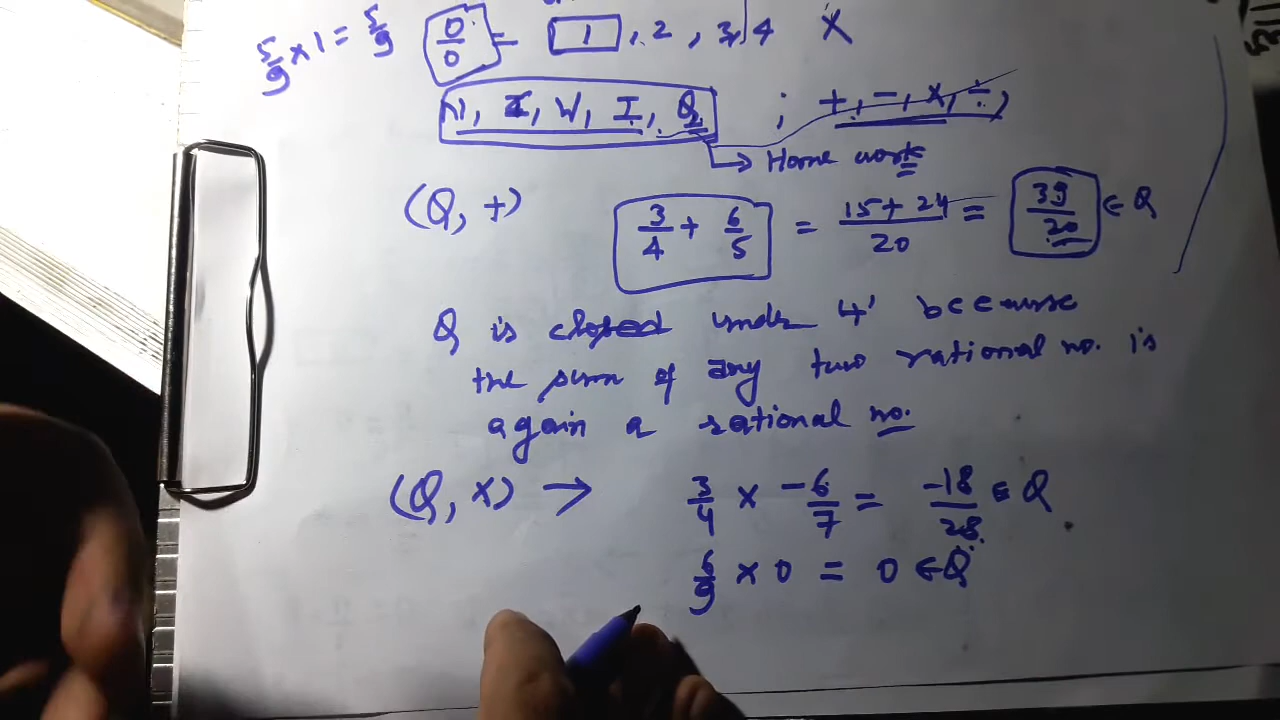 5/9 × 1 = 5/9 0/0 = 1, 2, 3, 4 X
N, Z, W, I, Q ; +, -, ×, ÷,
→ Home work
(Q, +) 3/4 + 6/5 = 15 + 24/20 = 39/20 ∈ Q
Q is closed under '+' because
the sum of any two rational no. is
again a rational no.
(Q, ×) → 3/4 × -6/7 = -18/28 ∈ Q
× 0 = 0 ∈ Q